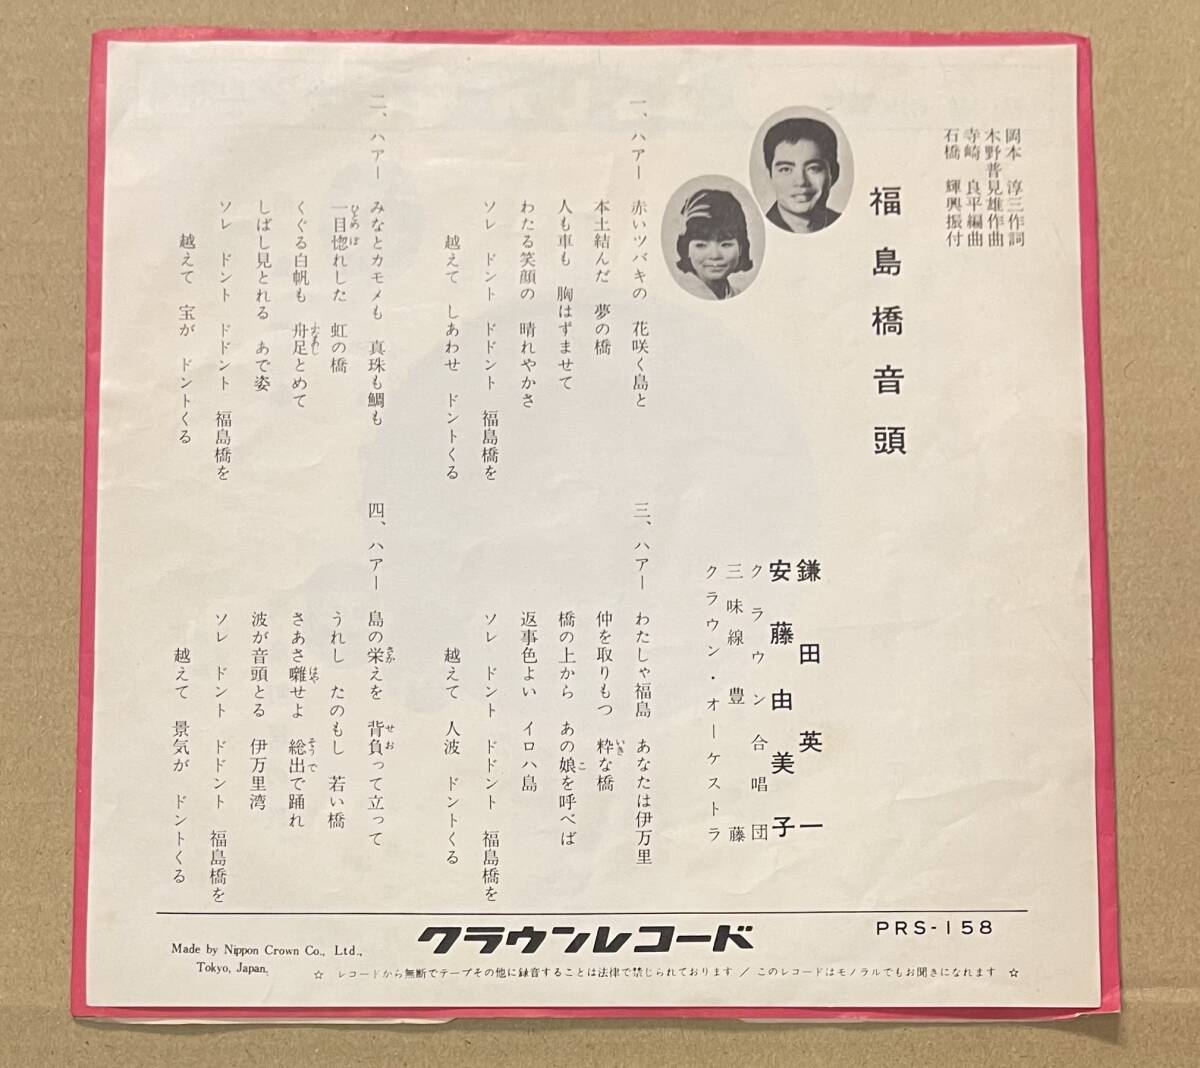 岡本 淳三作詞
木野普見雄作曲
寺崎 良平編曲
石橋 輝興振付
福島橋音頭
鎌田英一
安藤由美子
クラウン合唱団
三味線 豊藤
クラウン・オーケストラ
一、ハアー 赤いツバキの 花咲く島と
本土結んだ 夢の橋
人も車も 胸はずませて
わたる笑顔の 晴れやかさ
ソレ ドント ドドント 福島橋を
越えて しあわせ ドントくる
二、ハアー みなとカモメも 真珠も鯛も
一目惚れした 虹の橋
ひとめ ぼ
くぐる白帆も 舟足とめて
ふなあし
しばし見とれる あで姿
ソレ ドント ドドント 福島橋を
越えて 宝が ドントくる
三、ハアー わたしゃ福島 あなたは伊万里
仲を取りもつ 粋な橋
いき
橋の上から あの娘を呼べば
こ
返事色よい イロハ島
ソレ ドント ドドント 福島橋を
越えて 人波 ドントくる
四、ハアー 島の栄えを 背負って立って
さか せお
うれし たのもし 若い橋
さあさ囃せよ 総出で踊れ
はや そうで
波が音頭とる 伊万里湾
ソレ ドント ドドント 福島橋を
越えて 景気が ドントくる
クラウンレコード
PRS-158
Made by Nippon Crown Co., Ltd.,
Tokyo, Japan.
☆ レコードから無断でテープその他に録音することは法律で禁じられております / このレコードはモノラルでもお聞きになれます ☆